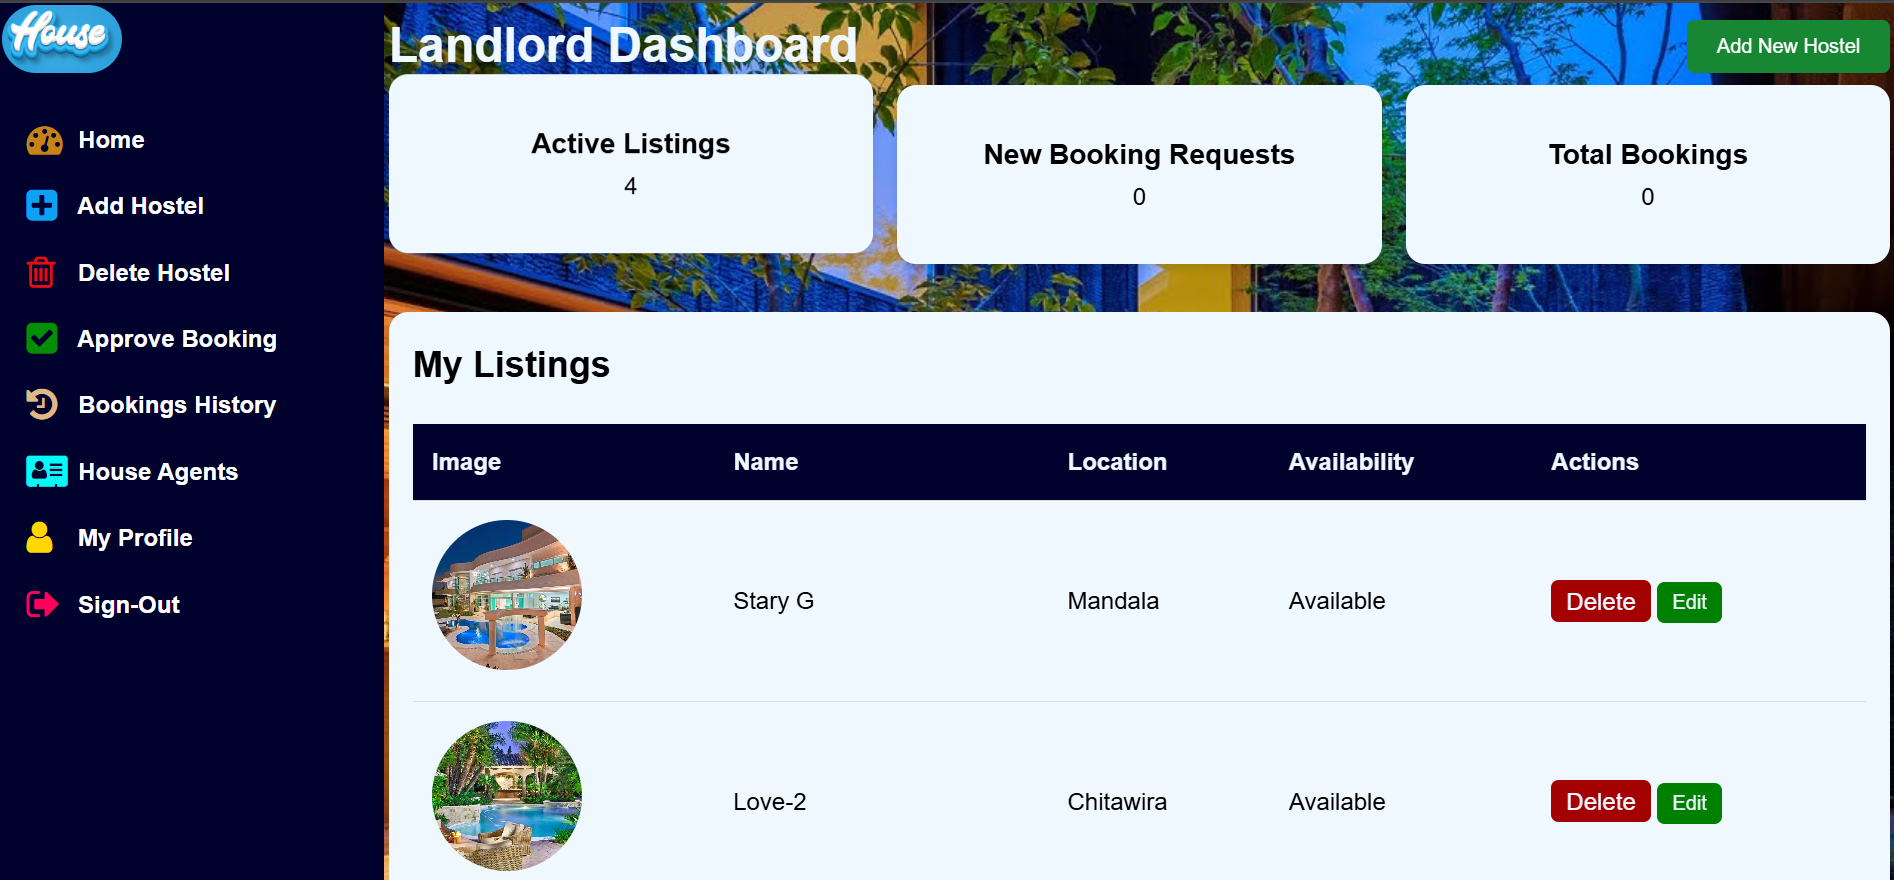 House
Home
Add Hostel
Delete Hostel
Approve Booking
Bookings History
House Agents
My Profile
Sign-Out
Landlord Dashboard
Add New Hostel
Active Listings
4
New Booking Requests
0
Total Bookings
0
My Listings
Image Name Location Availability Actions
Stary G Mandala Available Delete Edit
Love-2 Chitawira Available Delete Edit